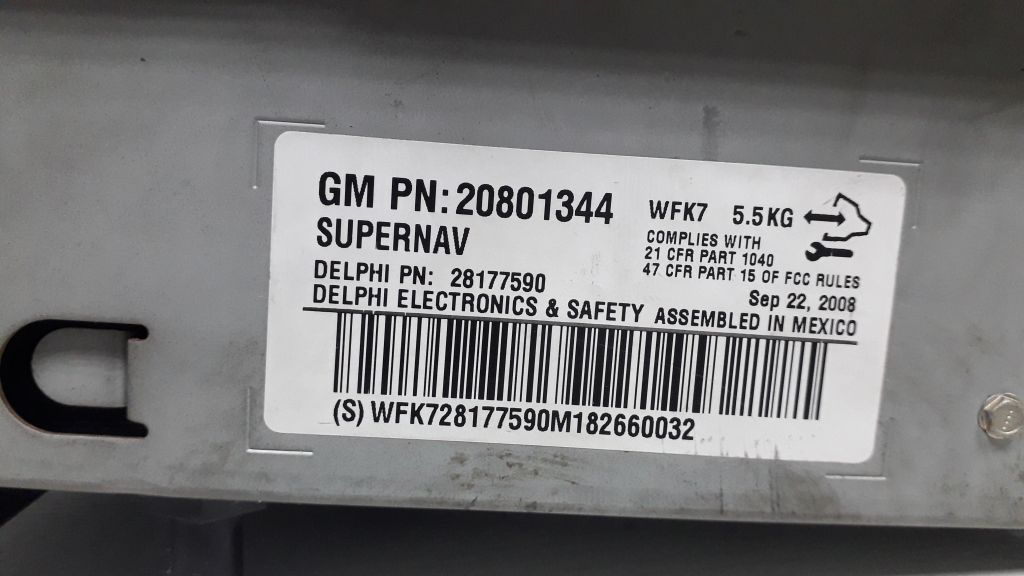 GM PN: 20801344
SUPERNAV
DELPHI PN: 28177590
DELPHI ELECTRONICS & SAFETY ASSEMBLED IN MEXICO
WFK7 5.5KG
COMPLIES WITH
21 CFR PART 1040
47 CFR PART 15 OF FCC RULES
Sep 22, 2008
(S) WFK728177590M182660032